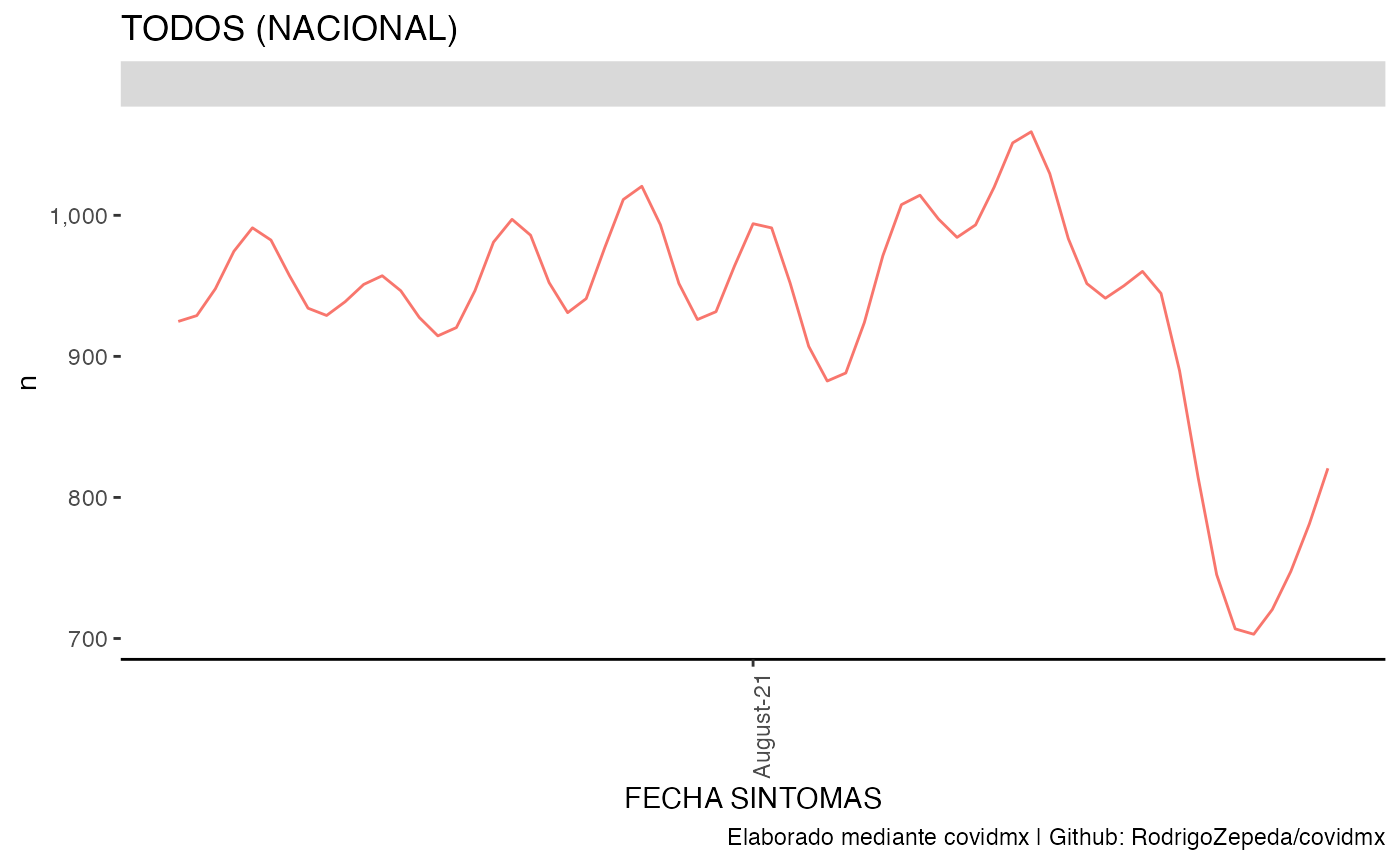 TODOS (NACIONAL)
1,000
900
800
700
n
August-21
FECHA SINTOMAS
Elaborado mediante covidmx | Github: RodrigoZepeda/covidmx